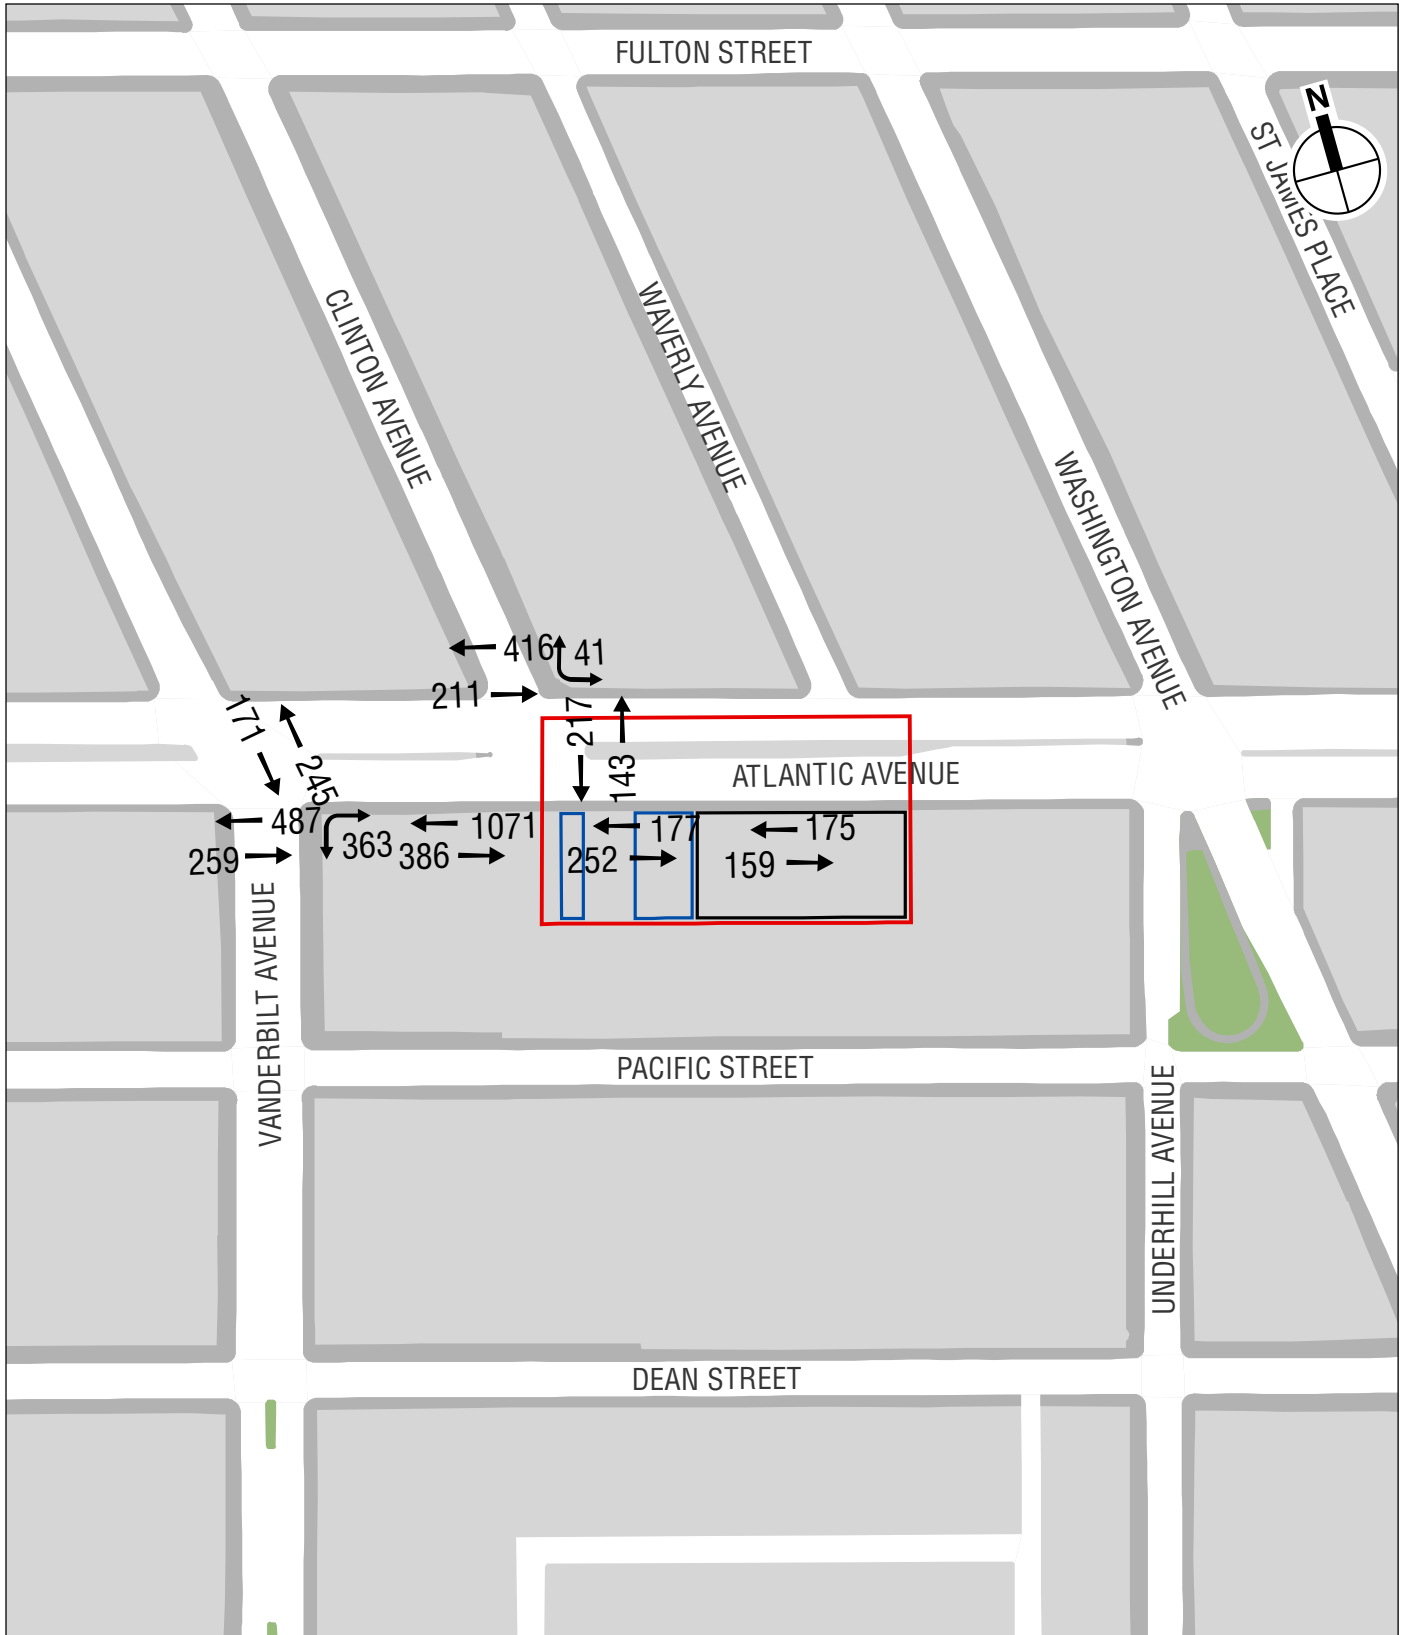 FULTON STREET
N
ST JAMES PLACE
CLINTON AVENUE
WAVERLY AVENUE
WASHINGTON AVENUE
416
41
211
217
171
143
245
ATLANTIC AVENUE
487
363
1071
177
175
259
386
252
159
VANDERBILT AVENUE
PACIFIC STREET
UNDERHILL AVENUE
DEAN STREET